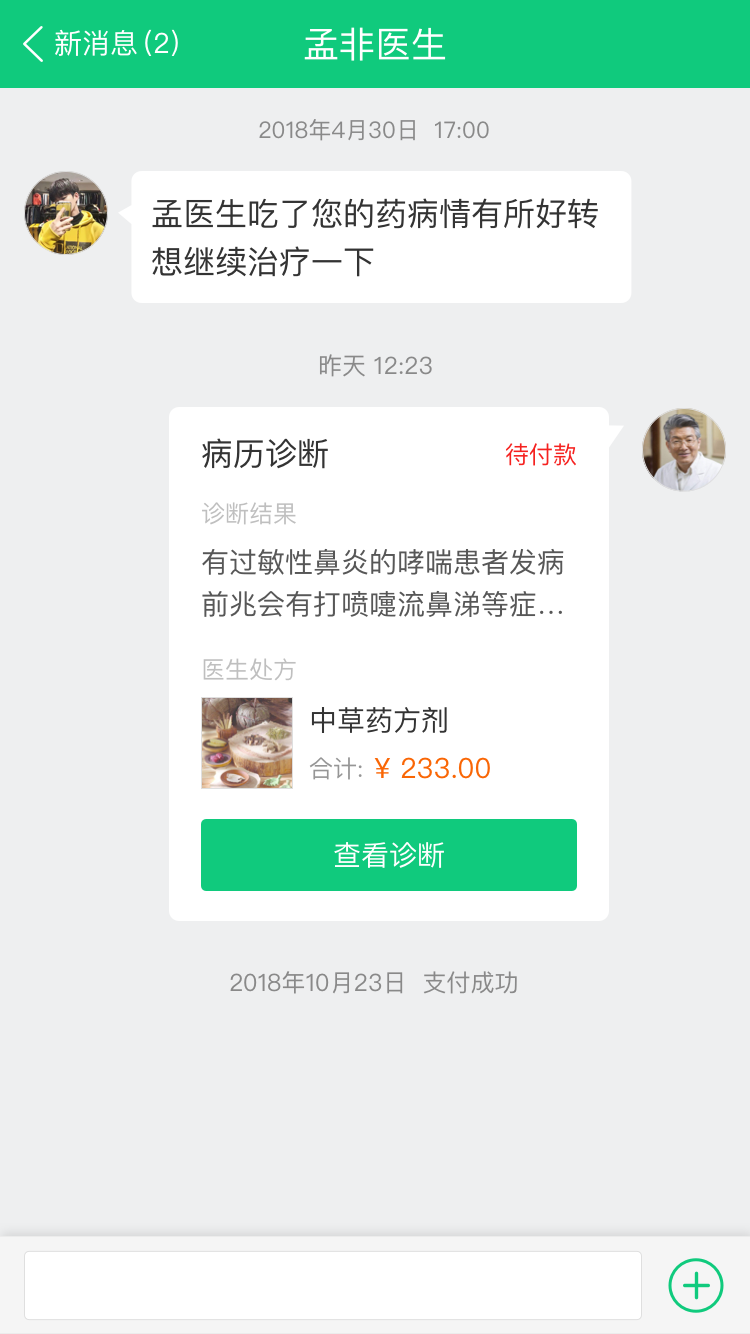 新消息(2)
孟非医生
2018年4月30日 17:00
孟医生吃了您的药病情有所好转
想继续治疗一下
昨天 12:23
病历诊断
待付款
诊断结果
有过敏性鼻炎的哮喘患者发病
前兆会有打喷嚏流鼻涕等症...
医生处方
中草药方剂
合计: ¥ 233.00
查看诊断
2018年10月23日 支付成功